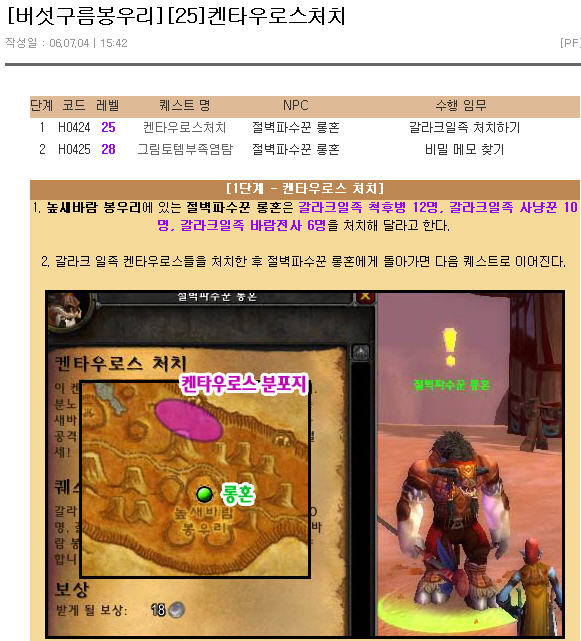 [버섯구름봉우리][25]켄타우로스처치
작성일 : 06,07,04 | 15:42 [PF]
단계 코드 레벨 퀘스트 명 NPC 수행 임무
1 H0424 25 켄타우로스처치 절벽파수꾼 롱혼 갈라크일족 처치하기
2 H0425 28 그림토템부족염탐 절벽파수꾼 롱혼 비밀 메모 찾기
[1단계 - 켄타우로스 처치]
1, 높새바람 봉우리에 있는 절벽파수꾼 롱혼은 갈라크일족 척후병 12명, 갈라크일족 사냥꾼 10
명, 갈라크일족 바람전사 6명을 처치해 달라고 한다.
2, 갈라크 일족 켄타우로스들을 처치한 후 절벽파수꾼 롱혼에게 돌아가면 다음 퀘스트로 이어진다.
절벽파수꾼 롱혼
켄타우로스 처치
켄타우로스 분포지
절벽파수꾼 롱혼
롱혼
높새바람
봉우리
보상
받게 될 보상: 18